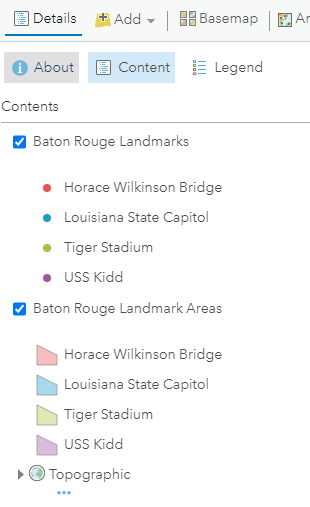 Details Add Basemap An
About Content Legend
Contents
Baton Rouge Landmarks
Horace Wilkinson Bridge
Louisiana State Capitol
Tiger Stadium
USS Kidd
Baton Rouge Landmark Areas
Horace Wilkinson Bridge
Louisiana State Capitol
Tiger Stadium
USS Kidd
Topographic